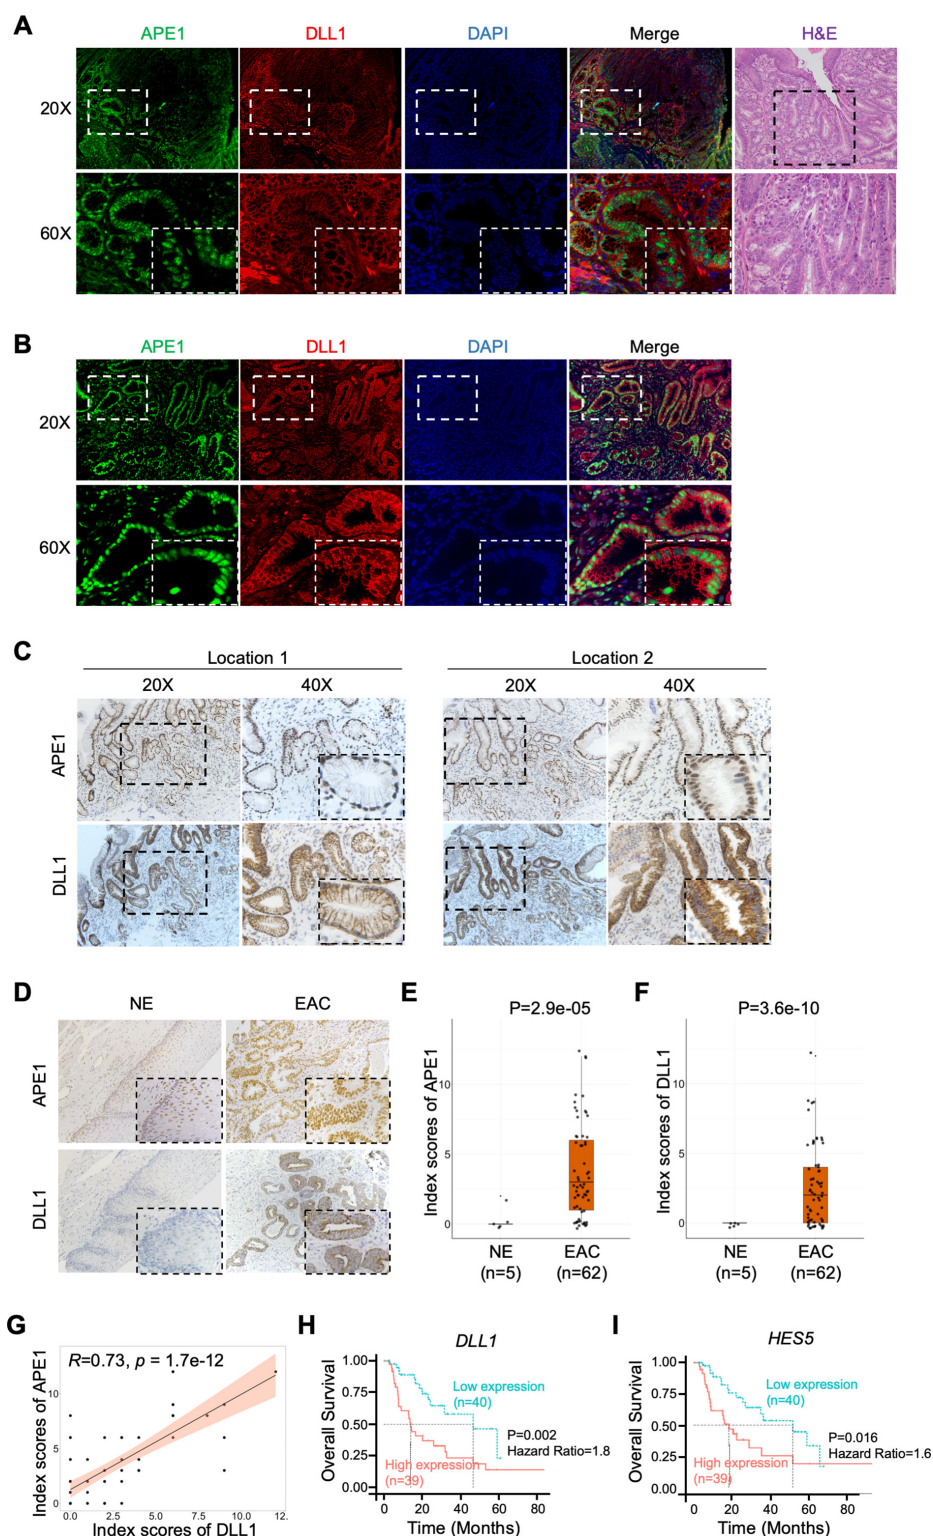 A
APE1 DLL1 DAPI Merge H&E
20X
60X
B
APE1 DLL1 DAPI Merge
20X
60X
C
Location 1 Location 2
20X 40X 20X 40X
APE1
DLL1
D
NE EAC
APE1
DLL1
E
P=2.9e-05
Index scores of APE1
10
5
0
NE EAC
(n=5) (n=62)
F
P=3.6e-10
Index scores of DLL1
10
5
0
NE EAC
(n=5) (n=62)
G
R=0.73, p = 1.7e-12
Index scores of APE1
10
5
0
0.0 2.5 5.0 7.5 10.0 12.
Index scores of DLL1
H
DLL1
Overall Survival
1.00
0.75
0.50
0.25
0.00
Low expression
(n=40)
P=0.002
Hazard Ratio=1.8
High expression
(n=39)
0 20 40 60 80
Time (Months)
I
HES5
Overall Survival
1.00
0.75
0.50
0.25
0.00
Low expression
(n=40)
P=0.016
Hazard Ratio=1.6
High expression
(n=39)
0 20 40 60 80
Time (Months)